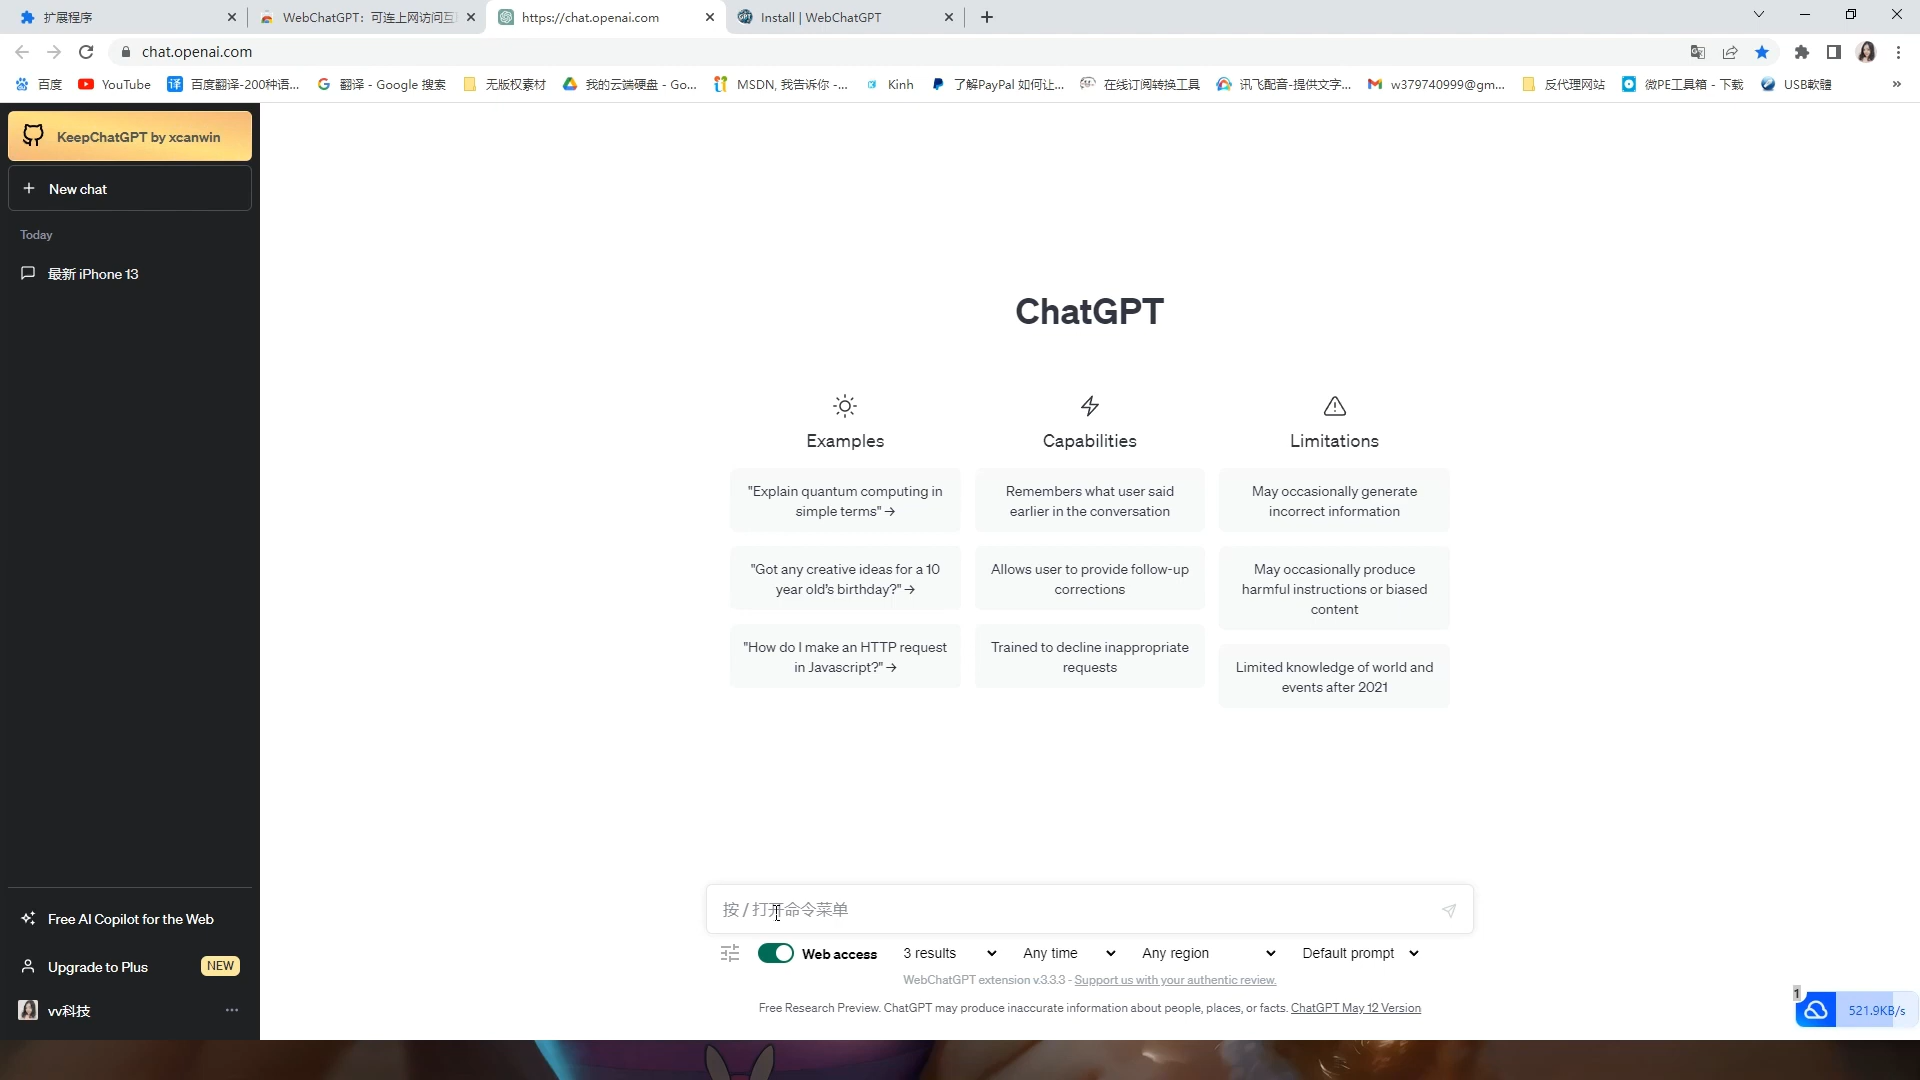 扩展程序
WebChatGPT：可连上网访问互
https://chat.openai.com
Install | WebChatGPT
chat.openai.com
百度
YouTube
百度翻译-200种语...
翻译 - Google 搜索
无版权素材
我的云端硬盘 - Go...
MSDN, 我告诉你 -...
Kinh
了解PayPal 如何让...
在线订阅转换工具
讯飞配音-提供文字...
w379740999@gm...
反代理网站
微PE工具箱 - 下载
USB軟體
»
KeepChatGPT by xcanwin
New chat
Today
最新 iPhone 13
ChatGPT
Examples
Capabilities
Limitations
"Explain quantum computing in
simple terms" →
Remembers what user said
earlier in the conversation
May occasionally generate
incorrect information
"Got any creative ideas for a 10
year old's birthday?" →
Allows user to provide follow-up
corrections
May occasionally produce
harmful instructions or biased
content
"How do I make an HTTP request
in Javascript?" →
Trained to decline inappropriate
requests
Limited knowledge of world and
events after 2021
按 / 打开命令菜单
Web access
3 results
Any time
Any region
Default prompt
WebChatGPT extension v.3.3.3 - Support us with your authentic review.
Free Research Preview. ChatGPT may produce inaccurate information about people, places, or facts. ChatGPT May 12 Version
Free AI Copilot for the Web
Upgrade to Plus
NEW
vv科技
1
521.9KB/s